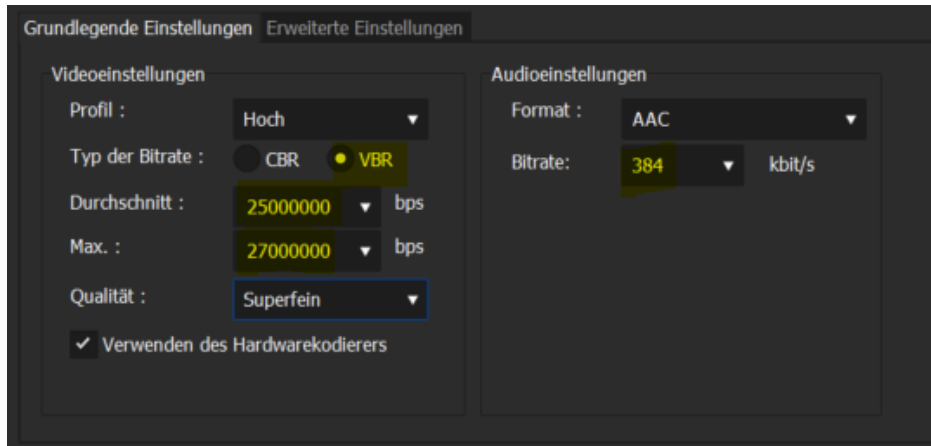 Grundlegende Einstellungen Erweiterte Einstellungen
Videoeinstellungen
Profil : Hoch
Typ der Bitrate : CBR VBR
Durchschnitt : 25000000 bps
Max. : 27000000 bps
Qualität : Superfein
Verwenden des Hardwarekodierers
Audioeinstellungen
Format : AAC
Bitrate: 384 kbit/s